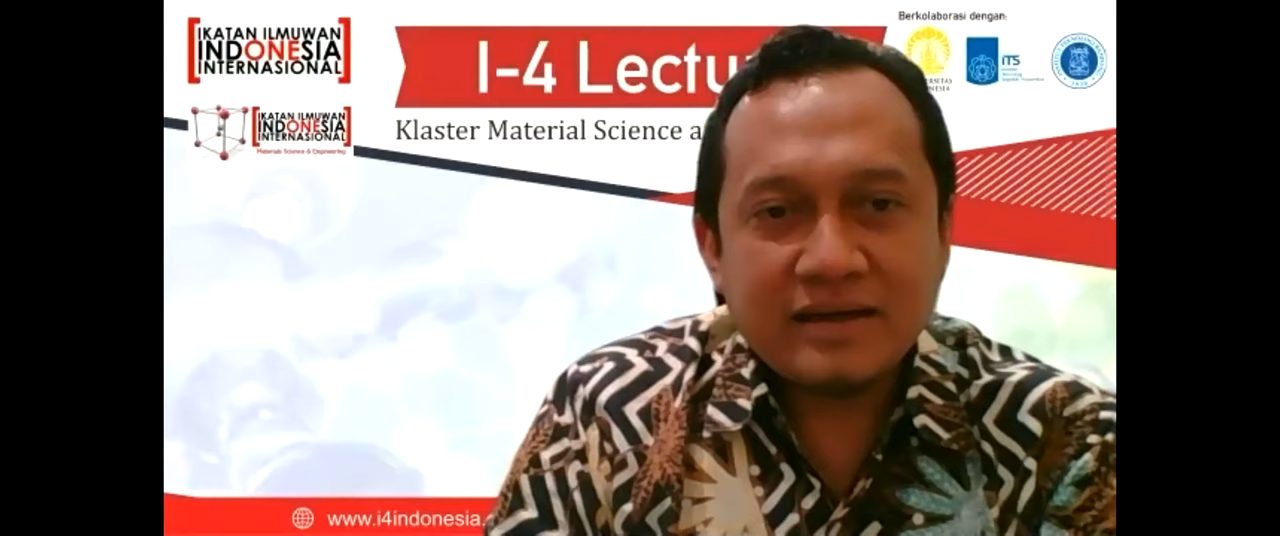 IKATAN ILMUWAN
INDONESIA
INTERNASIONAL
IKATAN ILMUWAN
INDONESIA
INTERNASIONAL
Materials Science & Engineering
I-4 Lectu
Klaster Material Science a
Berkolaborasi dengan:
ITS
www.i4indonesia.